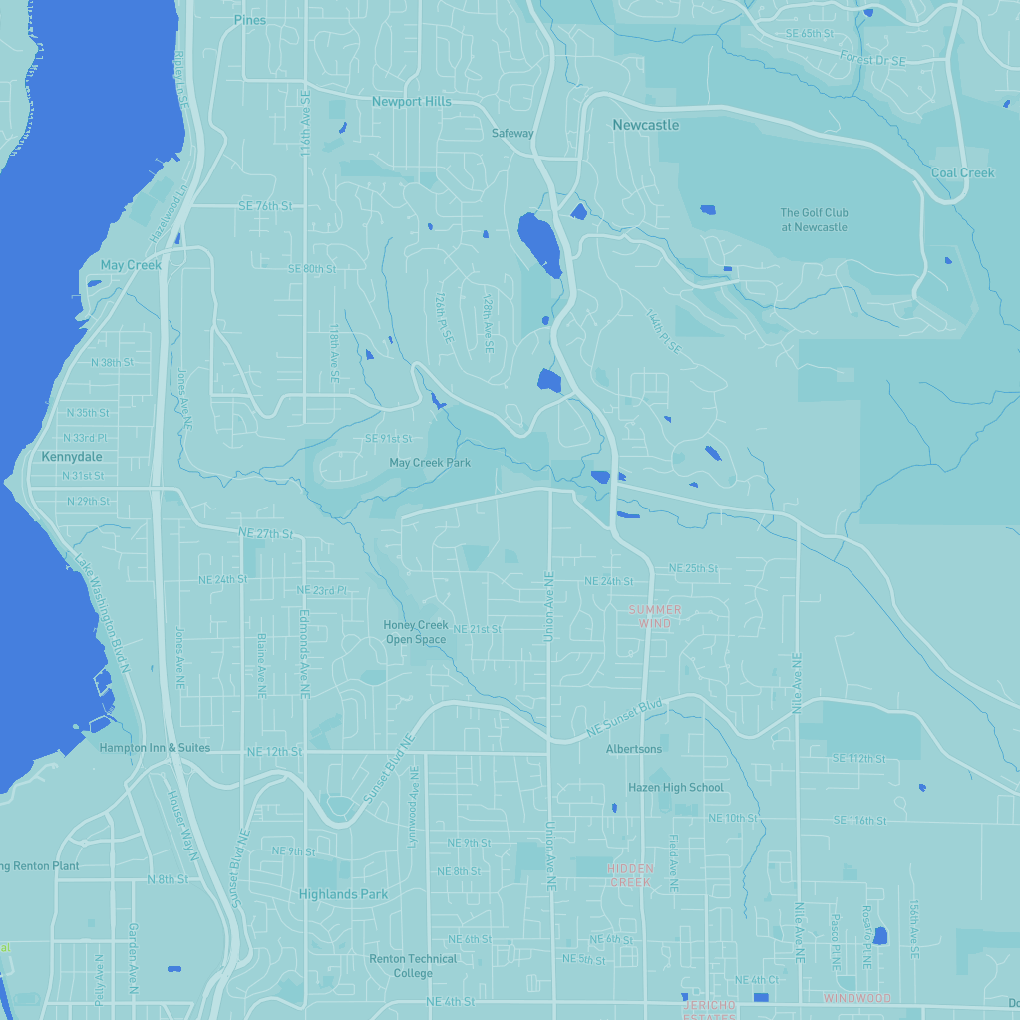 Pines
SE 65th St
Forest Dr SE
Ripley Ln SE
Newport Hills
116th Ave SE
Safeway
Newcastle
Coal Creek
Hazelwood Ln
SE 76th St
The Golf Club
at Newcastle
May Creek
SE 80th St
126th Pl SE
128th Ave SE
144th Pl SE
118th Ave SE
N 38th St
Jones Ave NE
N 35th St
N 33rd Pl
SE 91st St
Kennydale
May Creek Park
N 31st St
N 29th St
NE 27th St
NE 24th St
NE 23rd Pl
NE 24th St
NE 25th St
Lake Washington Blvd N
Union Ave NE
SUMMER
WIND
Honey Creek
Open Space
NE 21st St
Jones Ave NE
Blaine Ave NE
Edmonds Ave NE
Nile Ave NE
NE Sunset Blvd
Hampton Inn & Suites
NE 12th St
Sunset Blvd NE
Albertsons
SE 112th St
Hazen High School
Lynnwood Ave NE
Houser Way N
NE 10th St
SE 116th St
Sunset Blvd NE
NE 9th St
NE 9th St
Union Ave NE
Field Ave NE
ng Renton Plant
N 8th St
NE 8th St
HIDDEN
CREEK
Highlands Park
Garden Ave N
Pelly Ave N
NE 6th St
NE 6th St
Nile Ave NE
Pasco Pl NE
Rosario Pl NE
156th Ave SE
Renton Technical
College
NE 5th St
NE 4th Ct
NE 4th St
JERICHO
ESTATES
WINDWOOD
Do
al